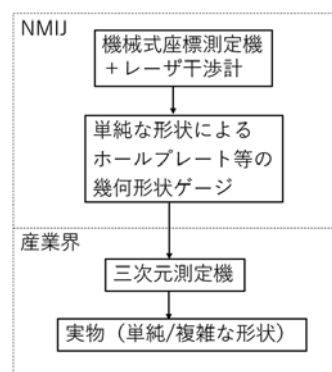 NMIJ
機械式座標測定機
+レーザ干渉計
単純な形状による
ホールプレート等の
幾何形状ゲージ
産業界
三次元測定機
実物（単純/複雑な形状）